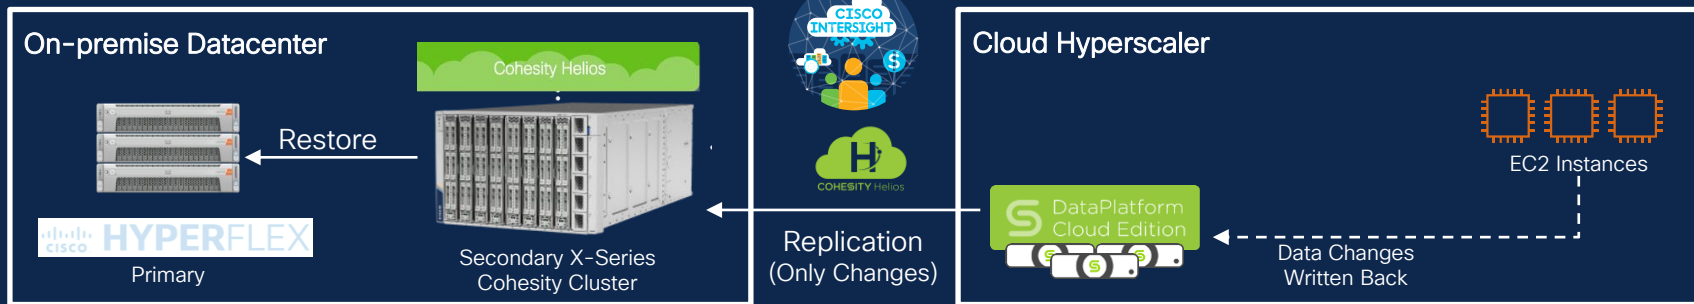 On-premise Datacenter
Cohesity Helios
Restore
CISCO
HYPERFLEX
Primary
Secondary X-Series
Cohesity Cluster
CISCO
INTERSIGHT
S
H
COHESITY Helios
Replication
(Only Changes)
Cloud Hyperscaler
S DataPlatform
Cloud Edition
S
S
S
Data Changes
Written Back
EC2 Instances